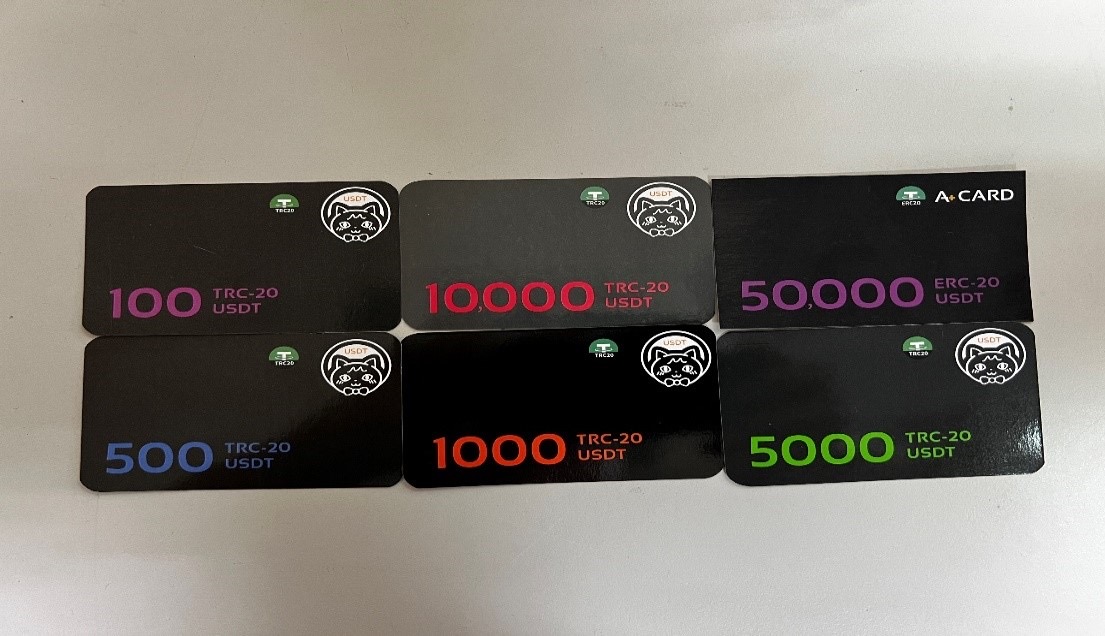 TRC20
USDT
100 TRC-20
USDT
TRC20
USDT
10,000 TRC-20
USDT
ERC20
A+ CARD
50,000 ERC-20
USDT
TRC20
USDT
500 TRC-20
USDT
TRC20
USDT
1000 TRC-20
USDT
TRC20
USDT
5000 TRC-20
USDT